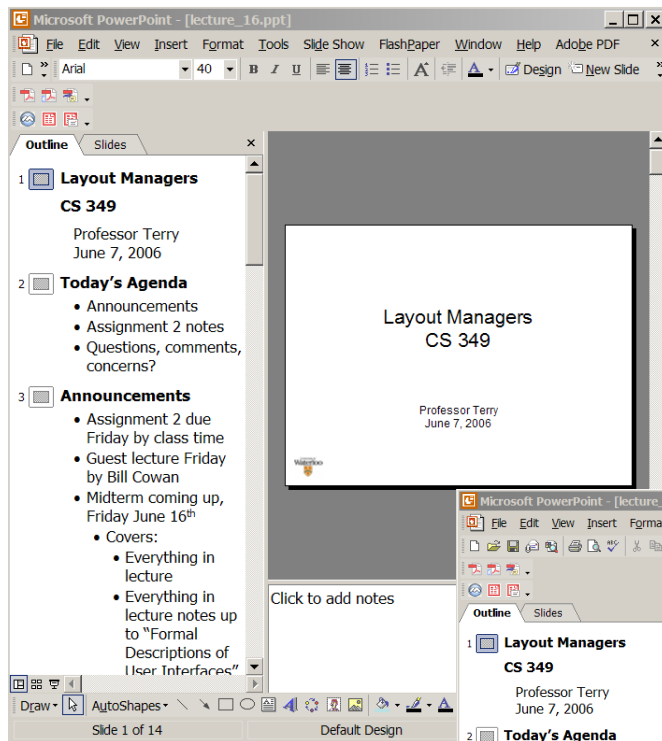 Microsoft PowerPoint - [lecture_16.ppt]
File Edit View Insert Format Tools Slide Show FlashPaper Window Help Adobe PDF
Arial 40 B I U A A Design New Slide
Outline Slides
1 Layout Managers
CS 349
Professor Terry
June 7, 2006
2 Today's Agenda
• Announcements
• Assignment 2 notes
• Questions, comments,
concerns?
3 Announcements
• Assignment 2 due
Friday by class time
• Guest lecture Friday
by Bill Cowan
• Midterm coming up,
Friday June 16th
• Covers:
• Everything in
lecture
• Everything in
lecture notes up
to “Formal
Descriptions of
User Interfaces”
Layout Managers
CS 349
Professor Terry
June 7, 2006
Waterloo
Click to add notes
Draw AutoShapes A A
Slide 1 of 14 Default Design
Microsoft PowerPoint - [lecture_
File Edit View Insert Forma
Outline Slides
1 Layout Managers
CS 349
Professor Terry
June 7, 2006
2 Today's Agenda